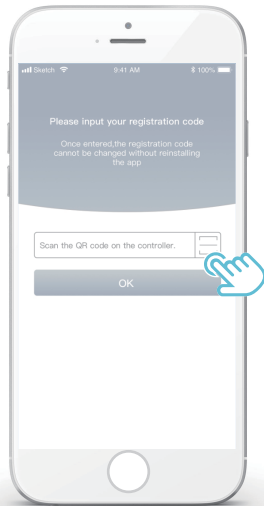 Sketch 9:41 AM 100%
Please input your registration code
Once entered,the registration code
cannot be changed without reinstalling
the app
Scan the QR code on the controller.
OK